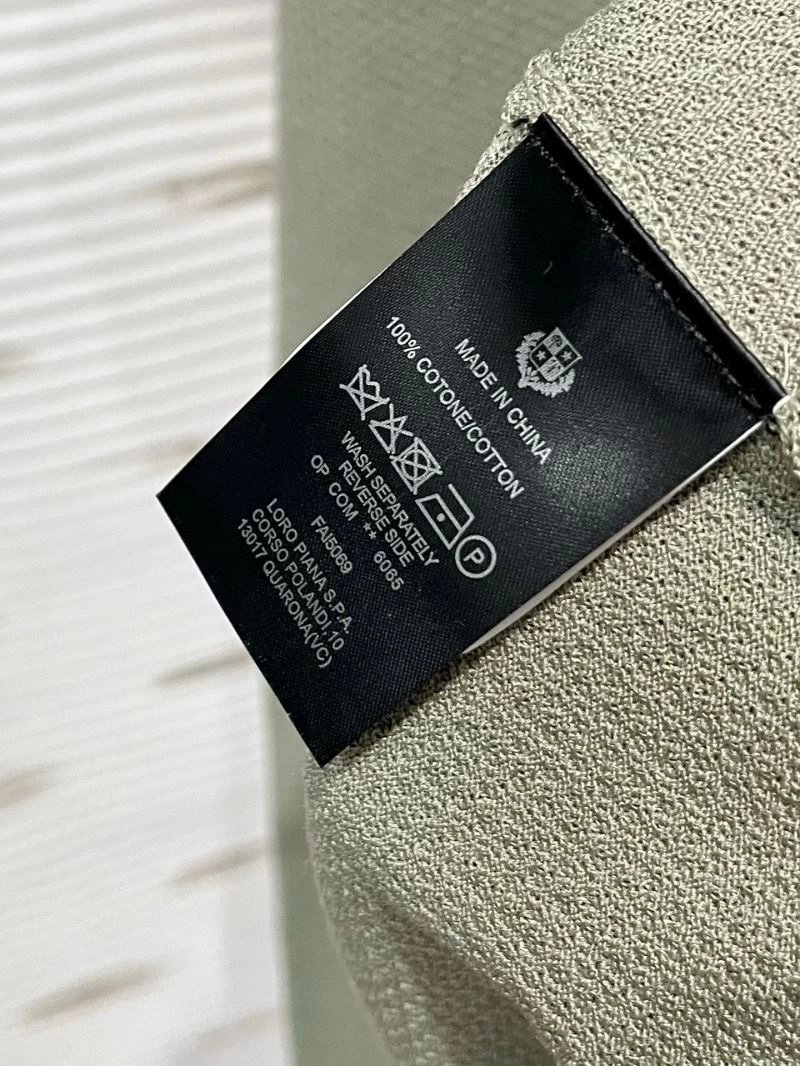 MADE IN CHINA
100% COTONE/COTTON
P
WASH SEPARATELY
REVERSE SIDE
OP COM ** 6065
FAI5069
LORO PIANA S.P.A.
CORSO POLANDI, 10
13017 QUARONA(VC)